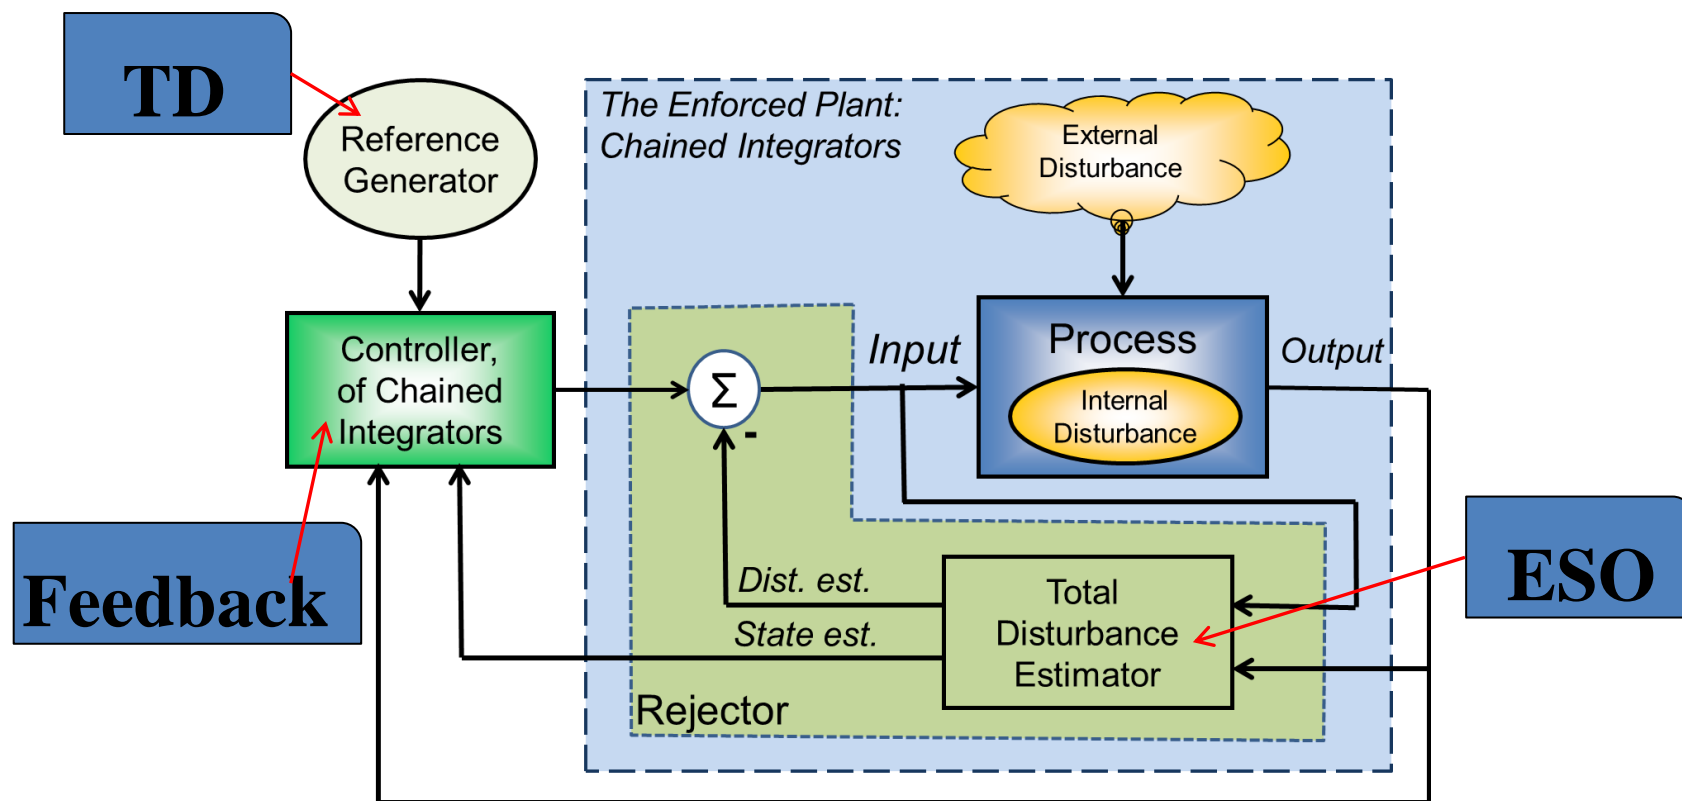 TD
Reference
Generator
The Enforced Plant:
Chained Integrators
External
Disturbance
Controller,
of Chained
Integrators
Σ
-
Input
Process
Internal
Disturbance
Output
Feedback
Dist. est.
State est.
Total
Disturbance
Estimator
ESO
Rejector